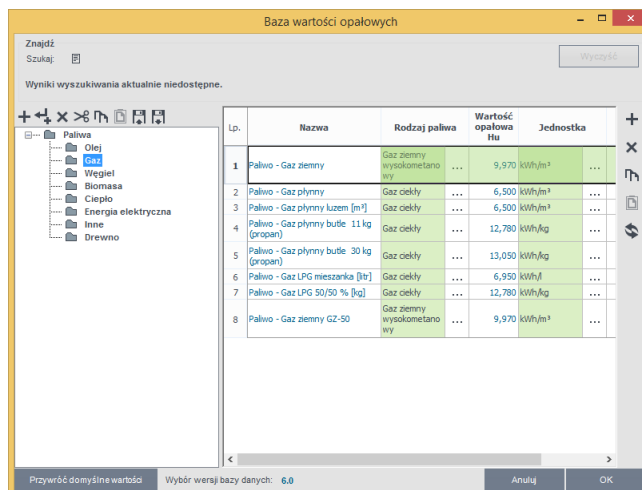 Baza wartości opałowych
Znajdź
Szukaj:
Wyczyść
Wyniki wyszukiwania aktualnie niedostępne.
Paliwa
Olej
Gaz
Węgiel
Biomasa
Ciepło
Energia elektryczna
Inne
Drewno
Lp. Nazwa Rodzaj paliwa Wartość opałowa Hu Jednostka
1 Paliwo - Gaz ziemny Gaz ziemny wysokometanowy ... 9,970 kWh/m³ ...
2 Paliwo - Gaz płynny Gaz ciekły ... 6,500 kWh/m³ ...
3 Paliwo - Gaz płynny luzem [m³] Gaz ciekły ... 6,500 kWh/m³ ...
4 Paliwo - Gaz płynny butle 11 kg (propan) Gaz ciekły ... 12,780 kWh/kg ...
5 Paliwo - Gaz płynny butle 30 kg (propan) Gaz ciekły ... 13,050 kWh/kg ...
6 Paliwo - Gaz LPG mieszanka [litr] Gaz ciekły ... 6,950 kWh/l ...
7 Paliwo - Gaz LPG 50/50 % [kg] Gaz ciekły ... 12,780 kWh/kg ...
8 Paliwo - Gaz ziemny GZ-50 Gaz ziemny wysokometanowy ... 9,970 kWh/m³ ...
Przywróć domyślne wartości Wybór wersji bazy danych: 6.0 Anuluj OK